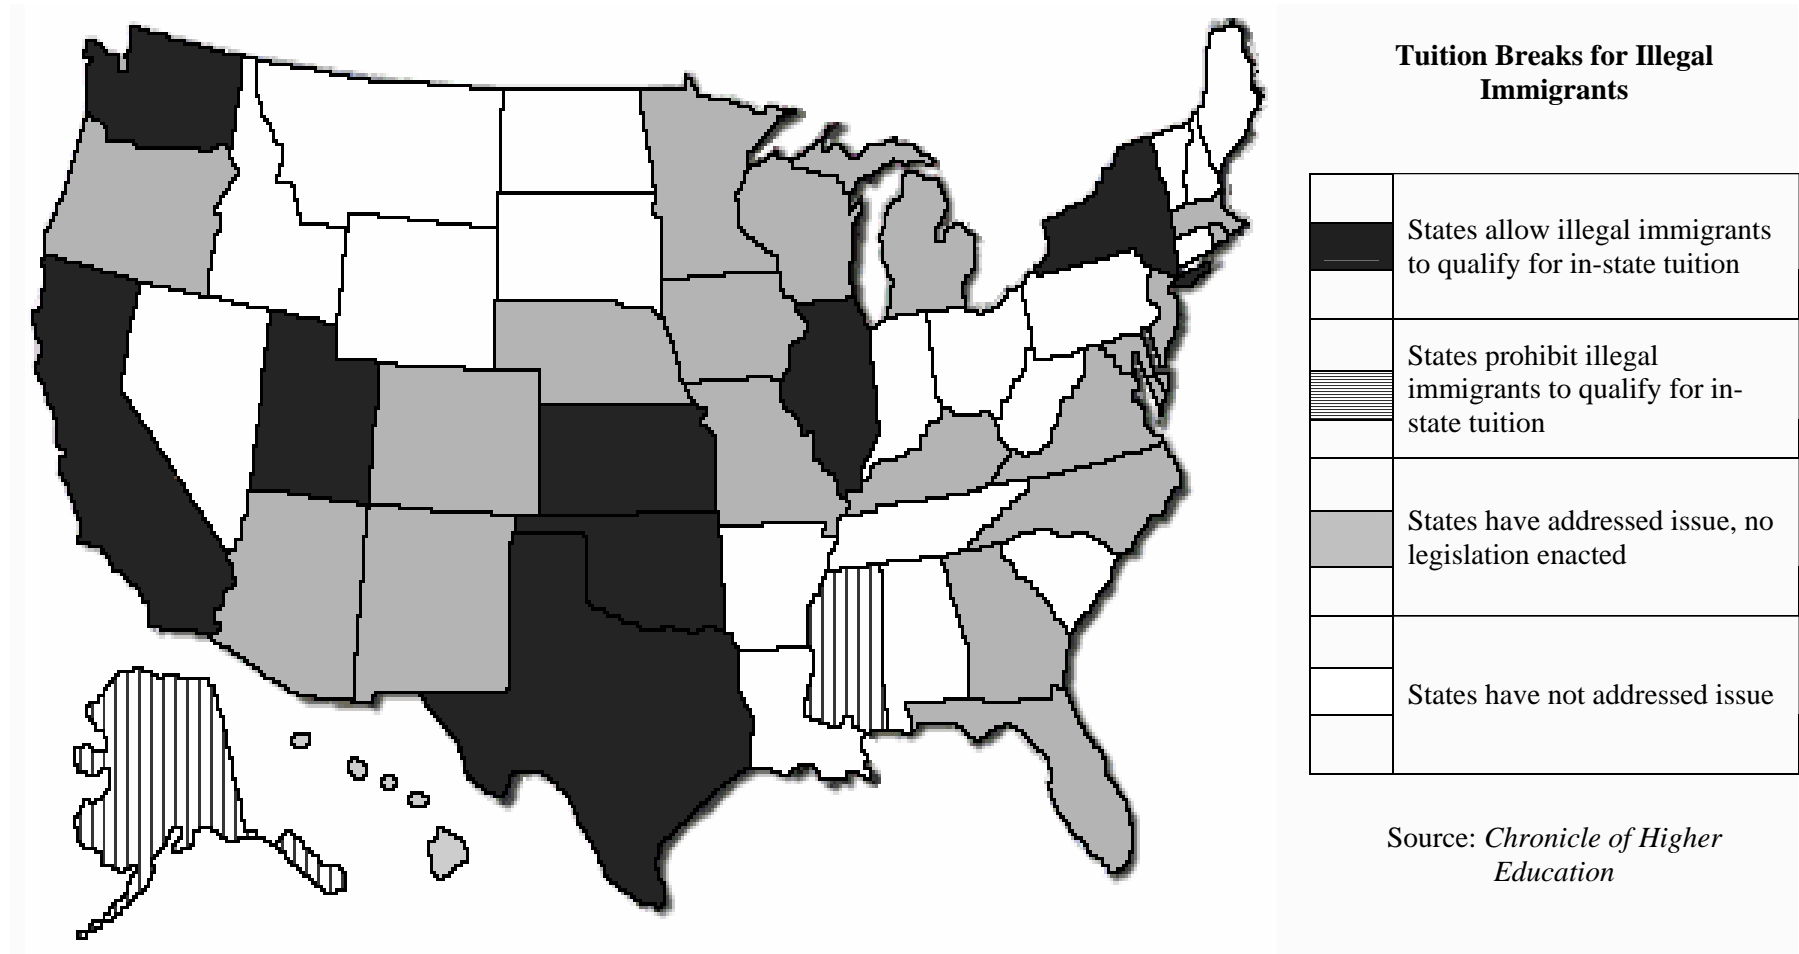 Tuition Breaks for Illegal
Immigrants
States allow illegal immigrants
to qualify for in-state tuition
States prohibit illegal
immigrants to qualify for in-
state tuition
States have addressed issue, no
legislation enacted
States have not addressed issue
Source: Chronicle of Higher
Education